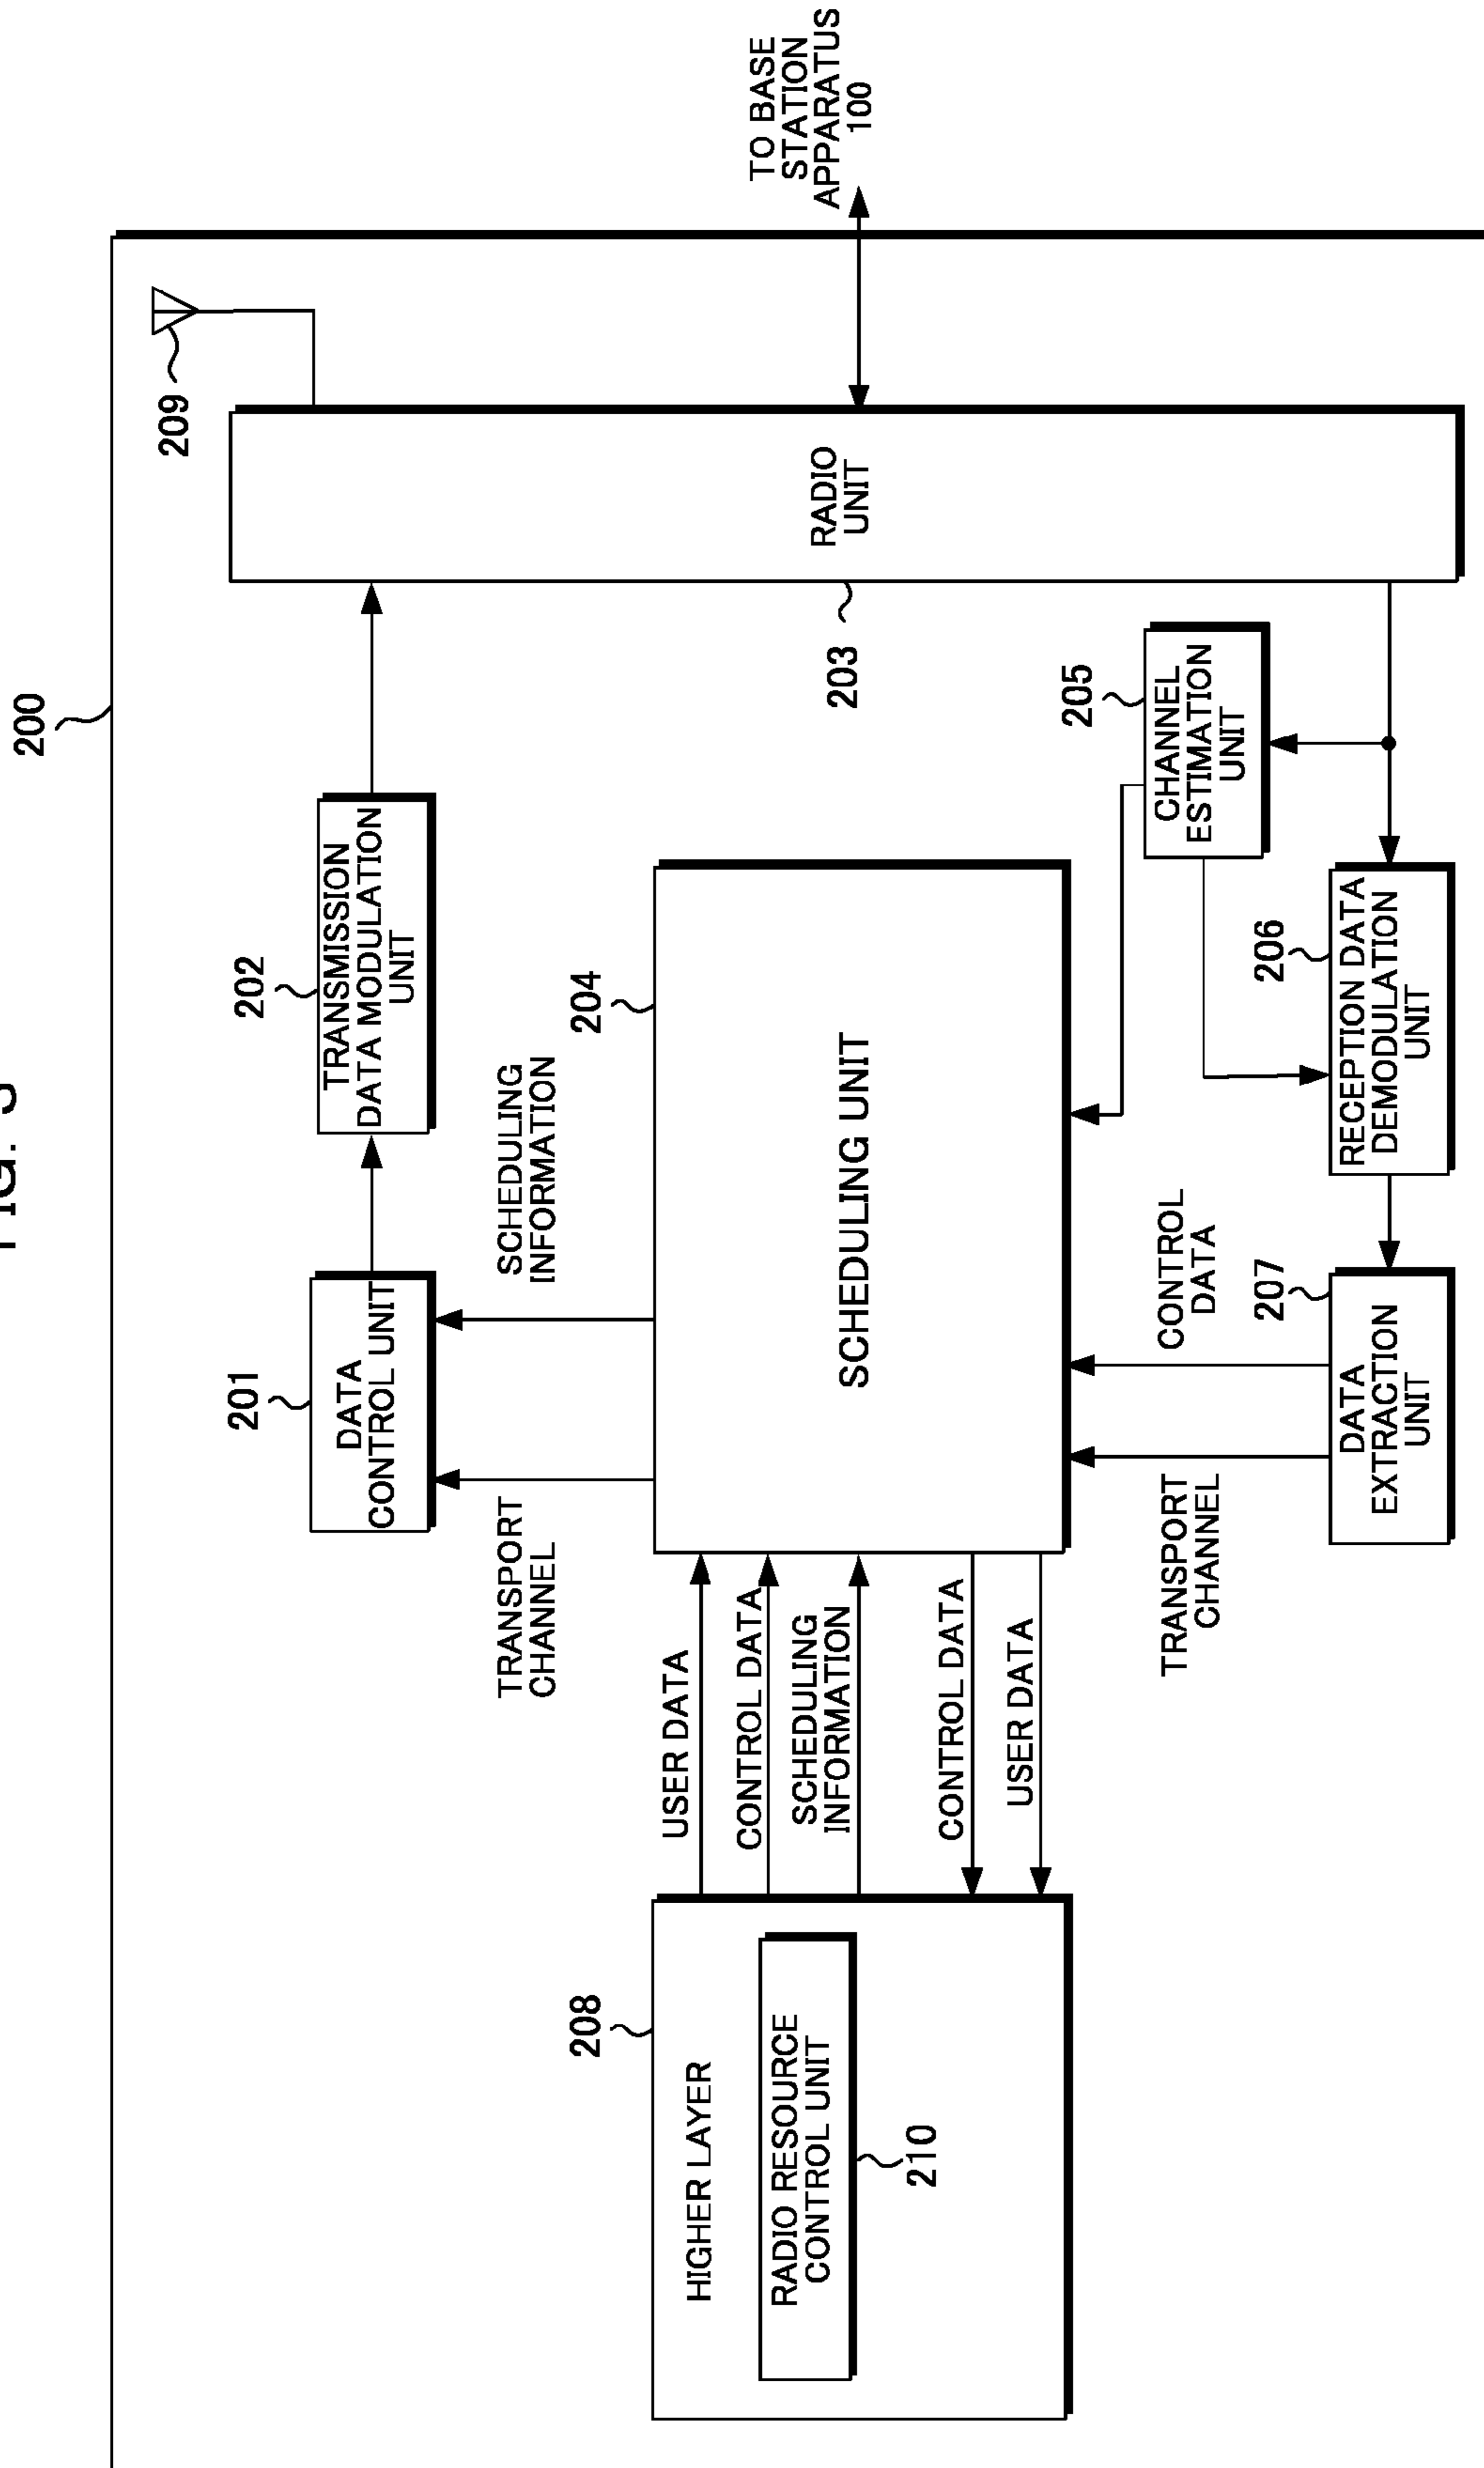 200
209
TO BASE
STATION
APPARATUS
100
201
DATA
CONTROL UNIT
202
TRANSMISSION
DATA MODULATION
UNIT
RADIO
UNIT
203
TRANSPORT
CHANNEL
SCHEDULING
INFORMATION
208
HIGHER LAYER
RADIO RESOURCE
CONTROL UNIT
210
USER DATA
CONTROL DATA
SCHEDULING
INFORMATION
CONTROL DATA
USER DATA
204
SCHEDULING UNIT
205
CHANNEL
ESTIMATION
UNIT
TRANSPORT
CHANNEL
CONTROL
DATA
207
DATA
EXTRACTION
UNIT
206
RECEPTION DATA
DEMODULATION
UNIT